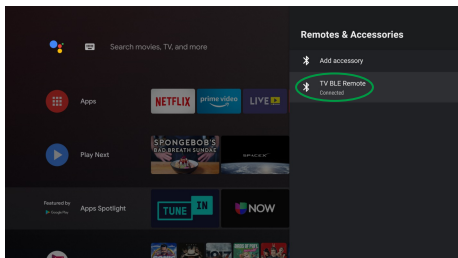 Search movies, TV, and more
Apps
NETFLIX
prime video
LIVE
Play Next
SPONGEBOB'S
BAD BREATH SUNDAE
SPACEX
Featured by
Google Play
Apps Spotlight
TUNE IN
NOW
Remotes & Accessories
Add accessory
TV BLE Remote
Connected